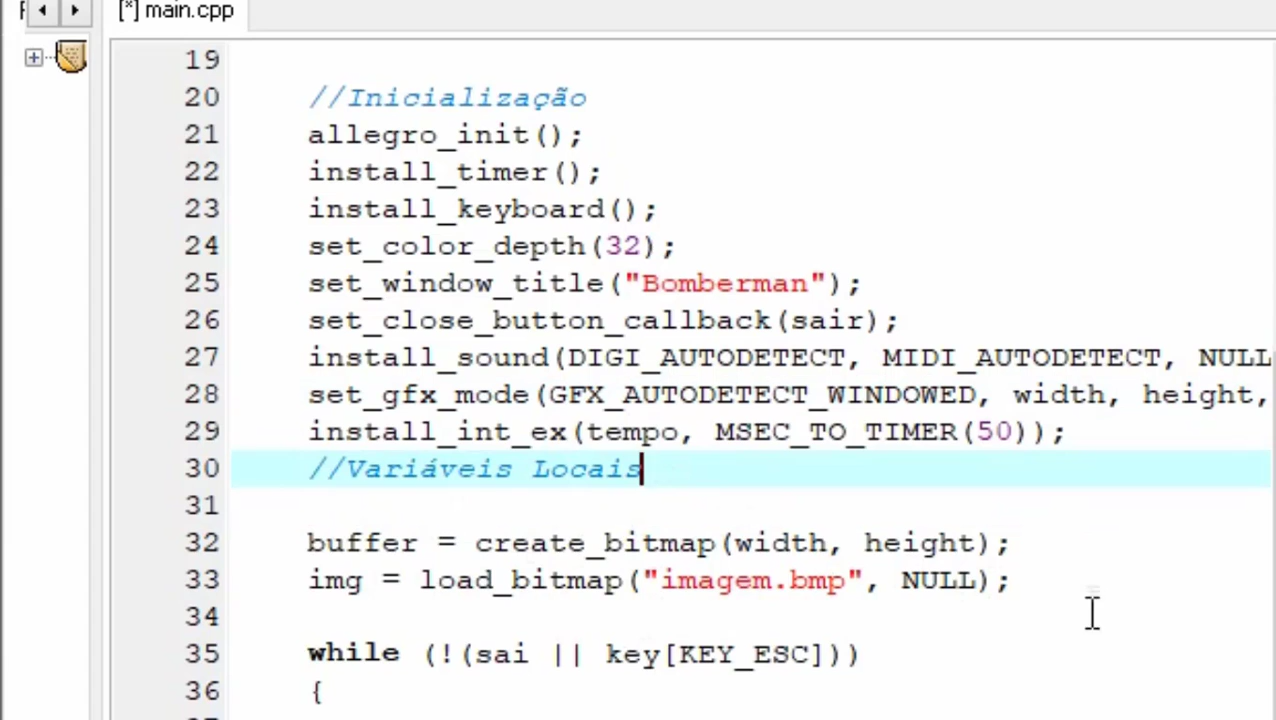 [*] main.cpp
19
20 //Inicialização
21 allegro_init();
22 install_timer();
23 install_keyboard();
24 set_color_depth(32);
25 set_window_title("Bomberman");
26 set_close_button_callback(sair);
27 install_sound(DIGI_AUTODETECT, MIDI_AUTODETECT, NULL
28 set_gfx_mode(GFX_AUTODETECT_WINDOWED, width, height,
29 install_int_ex(tempo, MSEC_TO_TIMER(50));
30 //Variáveis Locais
31
32 buffer = create_bitmap(width, height);
33 img = load_bitmap("imagem.bmp", NULL);
34
35 while (!(sai || key[KEY_ESC]))
36 {